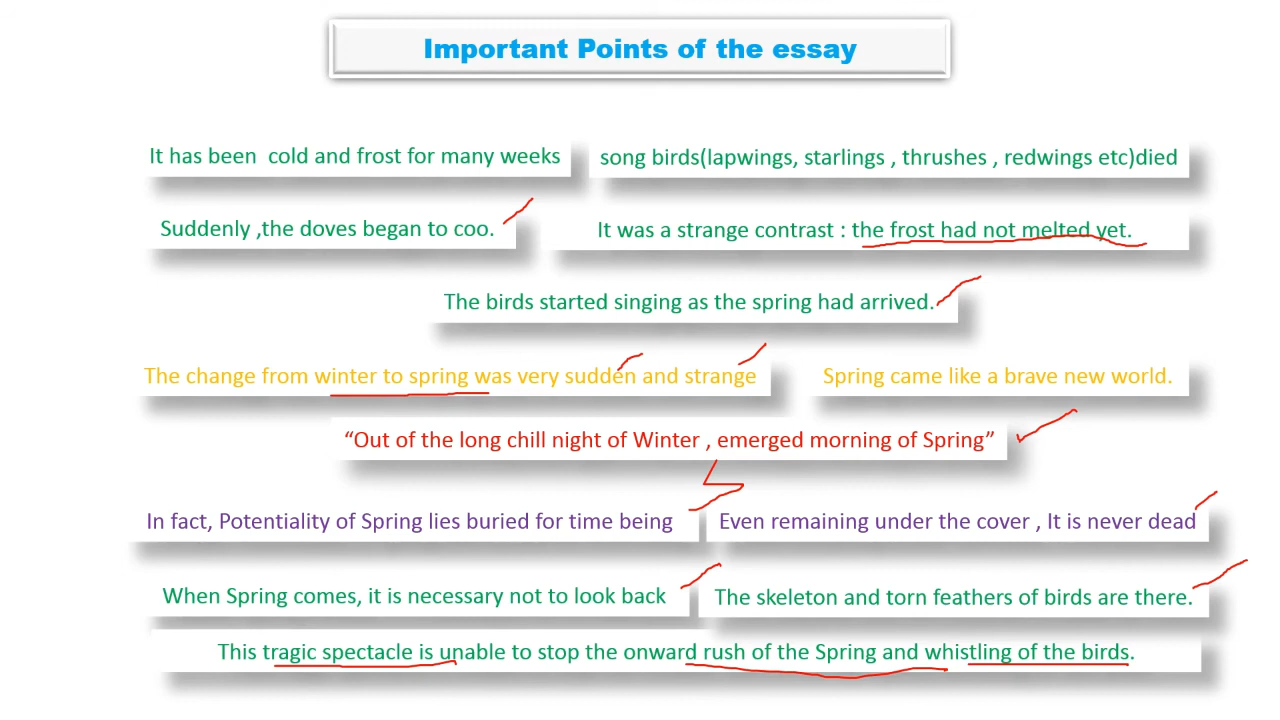 Important Points of the essay
It has been cold and frost for many weeks
song birds(lapwings, starlings , thrushes , redwings etc)died
Suddenly ,the doves began to coo.
It was a strange contrast : the frost had not melted yet.
The birds started singing as the spring had arrived.
The change from winter to spring was very sudden and strange
Spring came like a brave new world.
“Out of the long chill night of Winter , emerged morning of Spring”
In fact, Potentiality of Spring lies buried for time being
Even remaining under the cover , It is never dead
When Spring comes, it is necessary not to look back
The skeleton and torn feathers of birds are there.
This tragic spectacle is unable to stop the onward rush of the Spring and whistling of the birds.